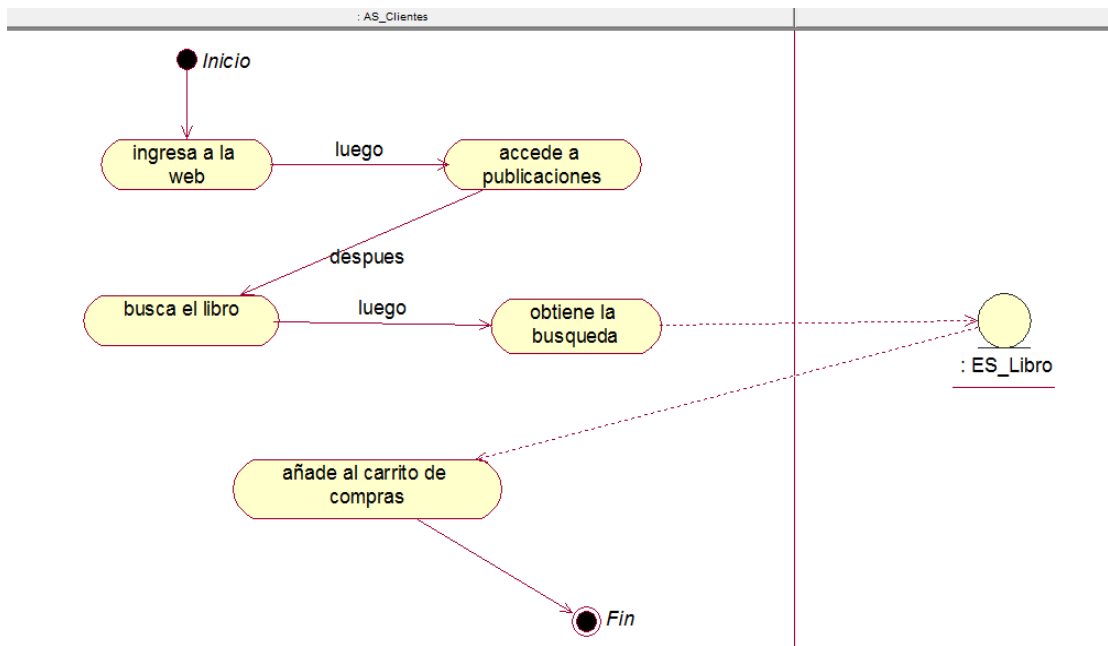 : AS_Clientes
Inicio
ingresa a la
web
luego
accede a
publicaciones
despues
busca el libro
luego
obtiene la
busqueda
: ES_Libro
añade al carrito de
compras
Fin